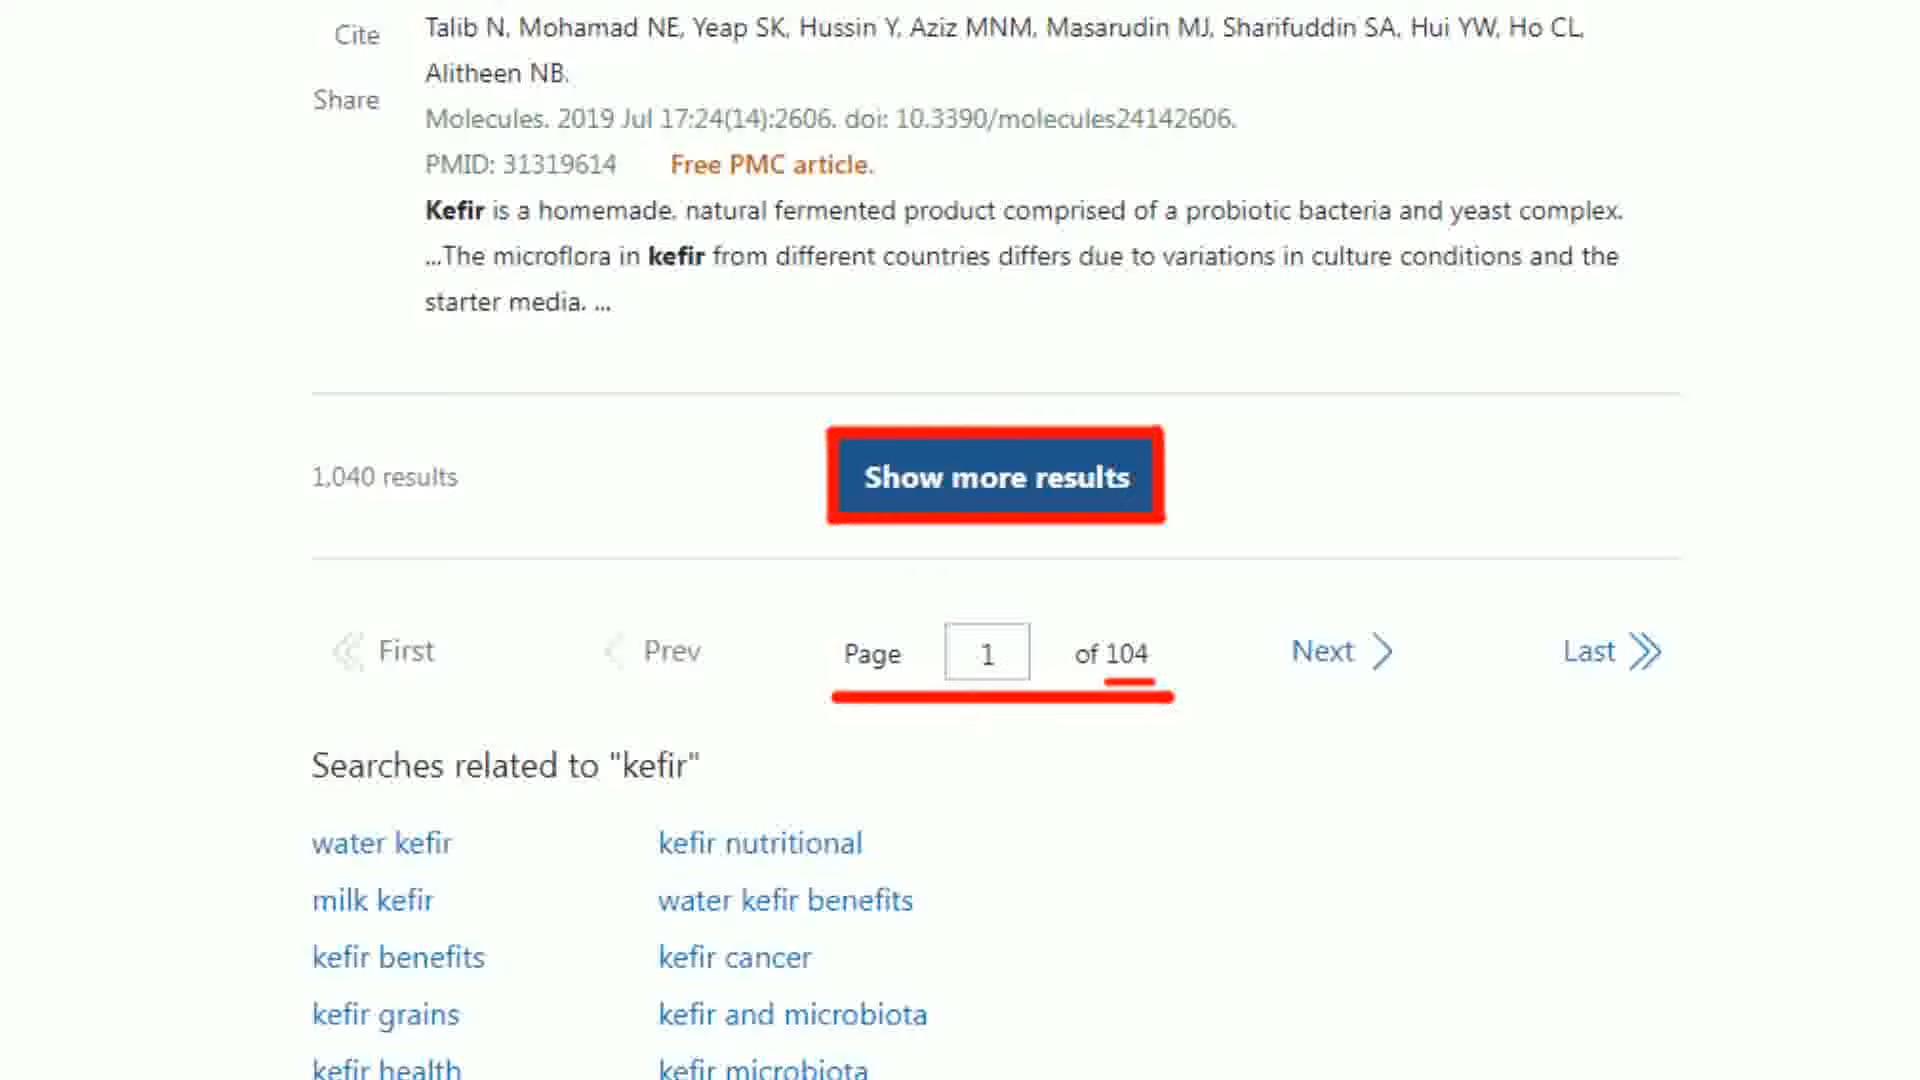 Cite
Talib N, Mohamad NE, Yeap SK, Hussin Y, Aziz MNM, Masarudin MJ, Sharifuddin SA, Hui YW, Ho CL,
Alitheen NB.
Share
Molecules. 2019 Jul 17;24(14):2606. doi: 10.3390/molecules24142606.
PMID: 31319614 Free PMC article.
Kefir is a homemade, natural fermented product comprised of a probiotic bacteria and yeast complex.
...The microflora in kefir from different countries differs due to variations in culture conditions and the
starter media. ...
1,040 results
Show more results
First Prev Page 1 of 104 Next Last
Searches related to "kefir"
water kefir kefir nutritional
milk kefir water kefir benefits
kefir benefits kefir cancer
kefir grains kefir and microbiota
kefir health kefir microbiota